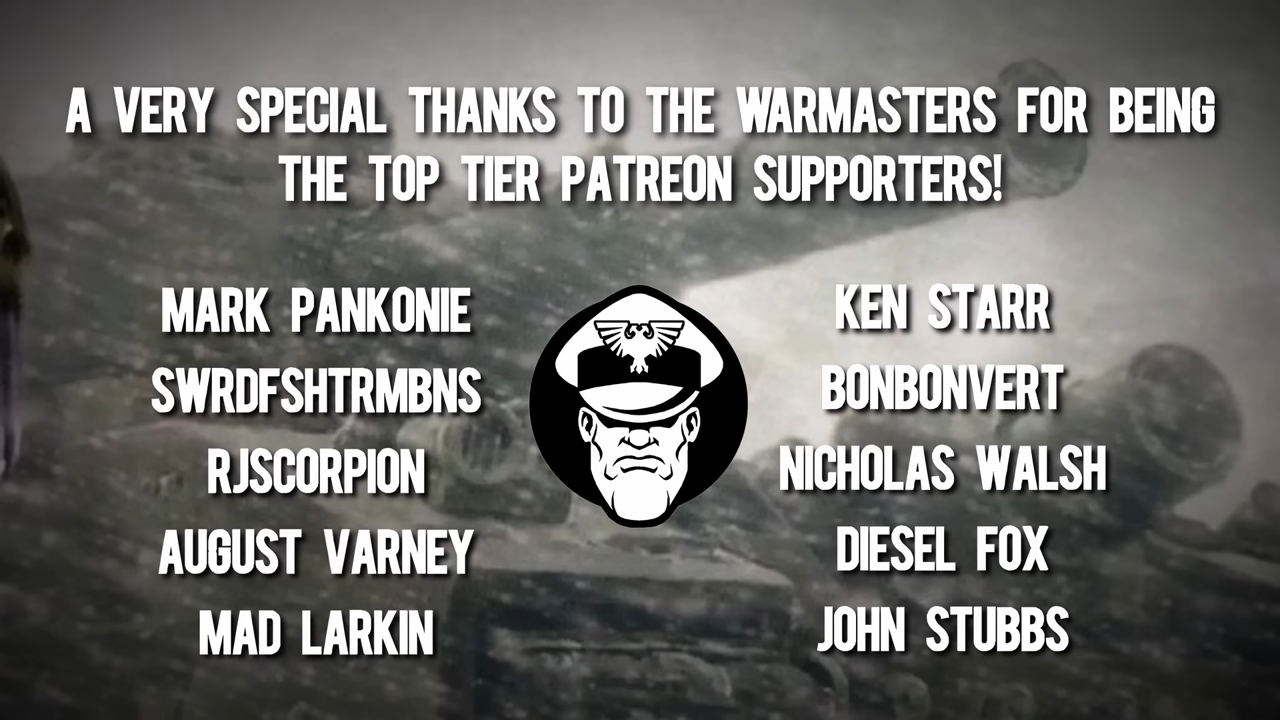 A VERY SPECIAL THANKS TO THE WARMASTERS FOR BEING
THE TOP TIER PATREON SUPPORTERS!
MARK PANKONIE
SWRDFSHTRMBNS
RJSCORPION
AUGUST VARNEY
MAD LARKIN
KEN STARR
BONBONVERT
NICHOLAS WALSH
DIESEL FOX
JOHN STUBBS